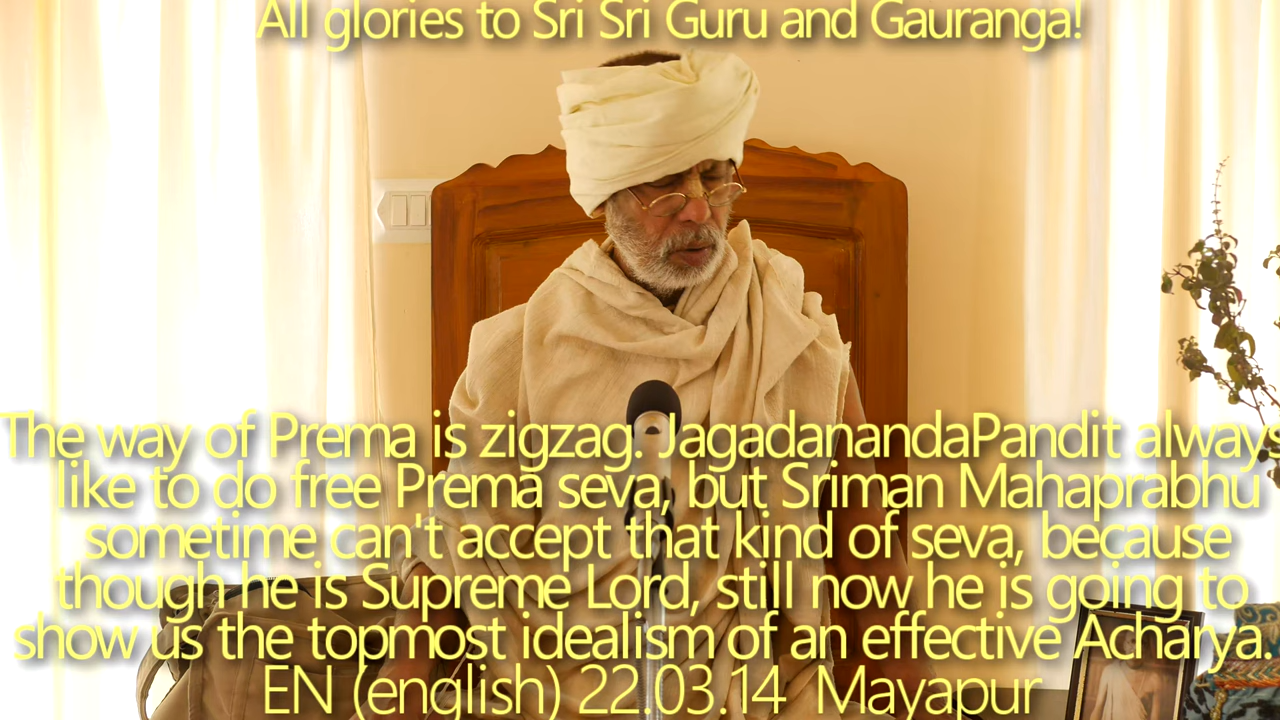 All glories to Sri Sri Guru and Gauranga!
The way of Prema is zigzag. JagadanandaPandit always
like to do free Prema seva, but Sriman Mahaprabhu
sometime can't accept that kind of seva, because
though he is Supreme Lord, still now he is going to
show us the topmost idealism of an effective Acharya.
EN (english) 22.03.14 Mayapur